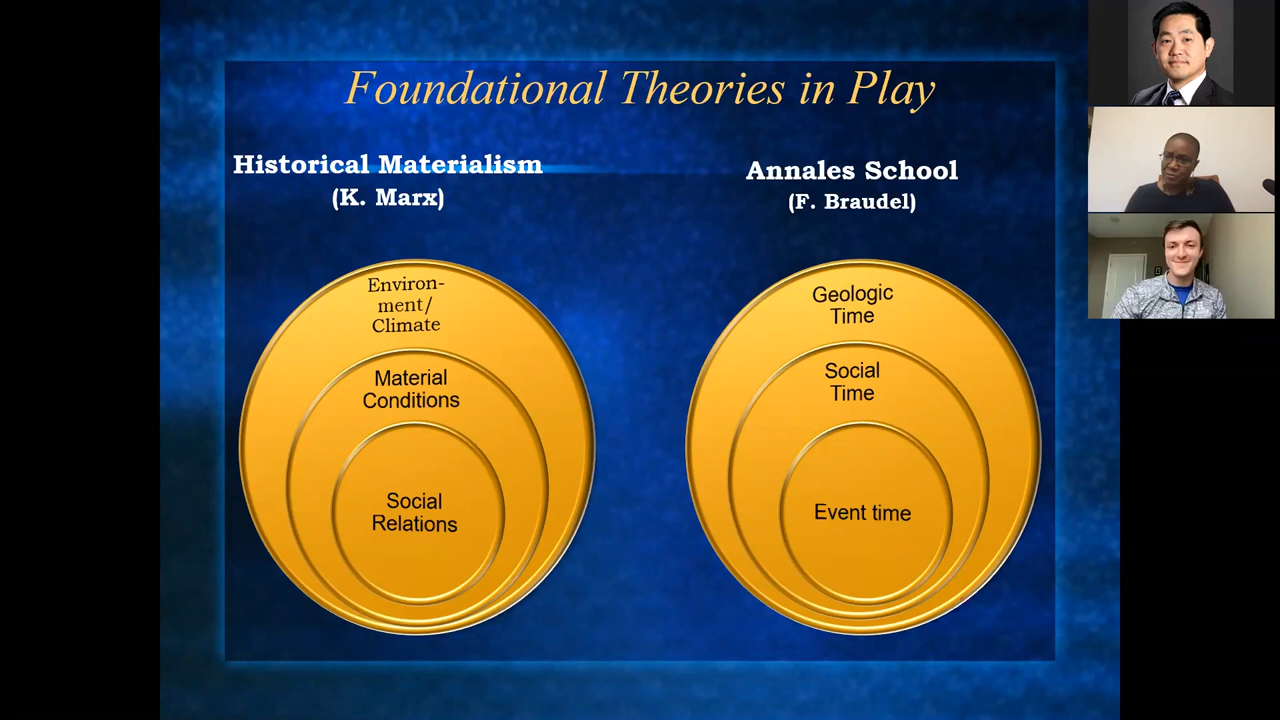 Foundational Theories in Play
Historical Materialism
(K. Marx)
Environ-
ment/
Climate
Material
Conditions
Social
Relations
Annales School
(F. Braudel)
Geologic
Time
Social
Time
Event time